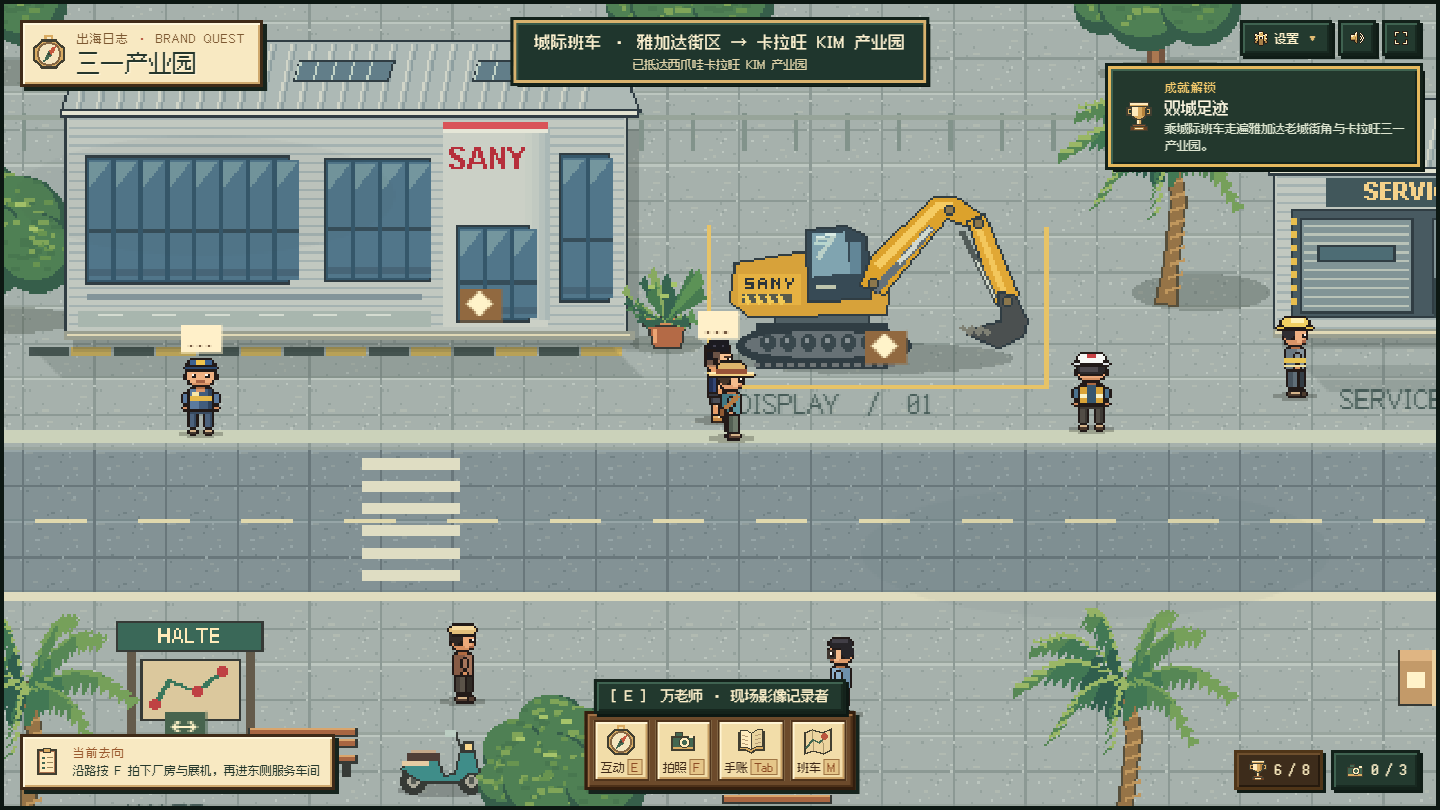 出海日志 · BRAND QUEST
三一产业园
城际班车 · 雅加达街区 → 卡拉旺 KIM 产业园
已抵达西爪哇卡拉旺 KIM 产业园
设置 ▼
成就解锁
双城足迹
乘城际班车走遍雅加达老城街角与卡拉旺三一产业园。
SANY
SERVI
SANY
...
...
DISPLAY / 01
SERVICE
HALTE
[ E ] 万老师 · 现场影像记录者
互动 E
拍照 F
手账 Tab
班车 M
当前去向
沿路按 F 拍下厂房与展机，再进东侧服务车间
6 / 8
0 / 3